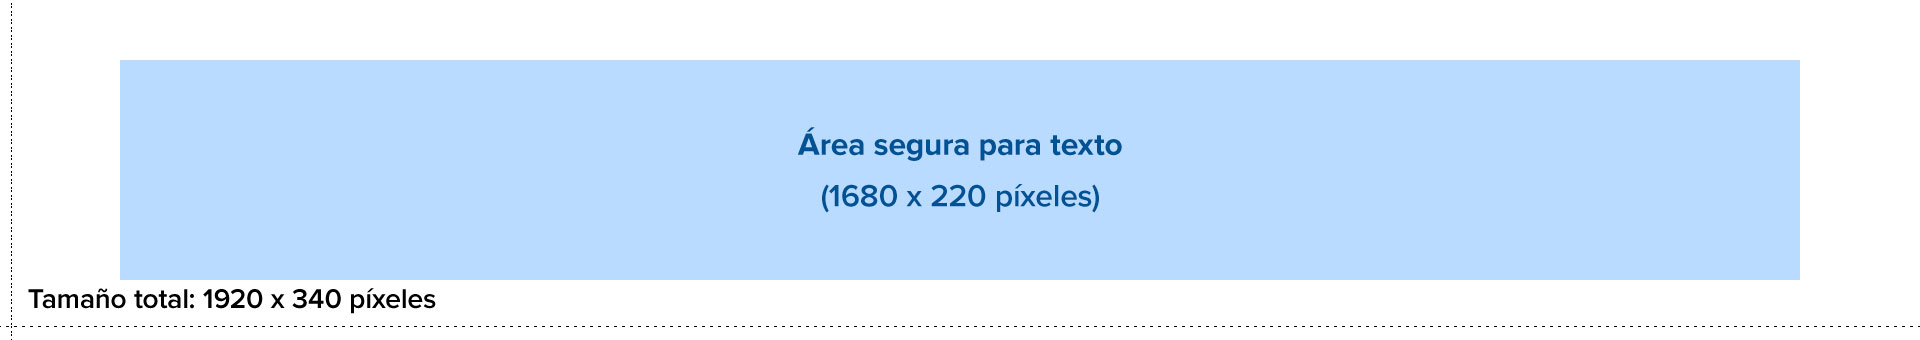 Área segura para texto
(1680 x 220 píxeles)
Tamaño total: 1920 x 340 píxeles